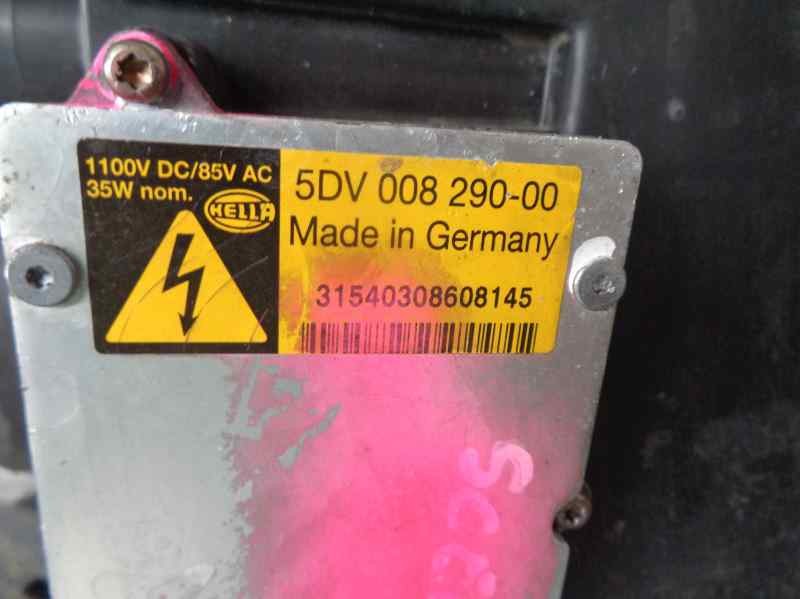 1100V DC/85V AC
35W nom.
HELLA
5DV 008 290-00
Made in Germany
31540308608145